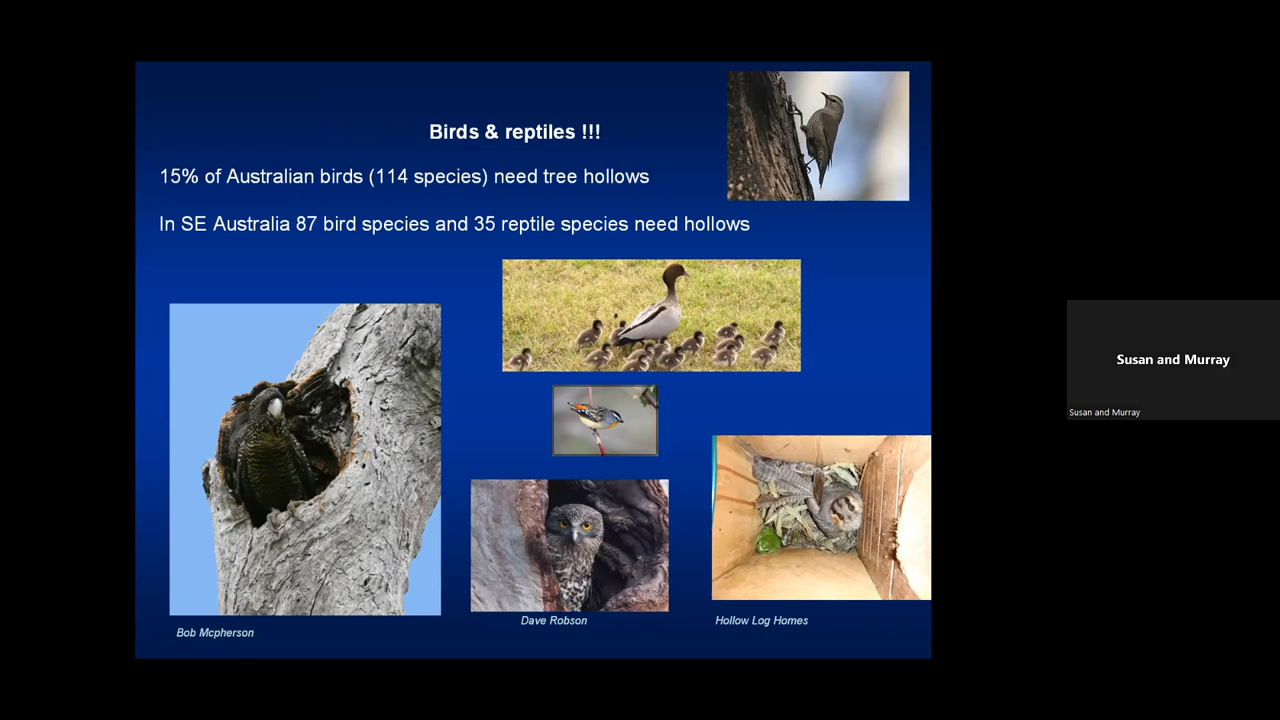 Birds & reptiles !!!
15% of Australian birds (114 species) need tree hollows
In SE Australia 87 bird species and 35 reptile species need hollows
Bob Mcpherson
Dave Robson
Hollow Log Homes
Susan and Murray
Susan and Murray